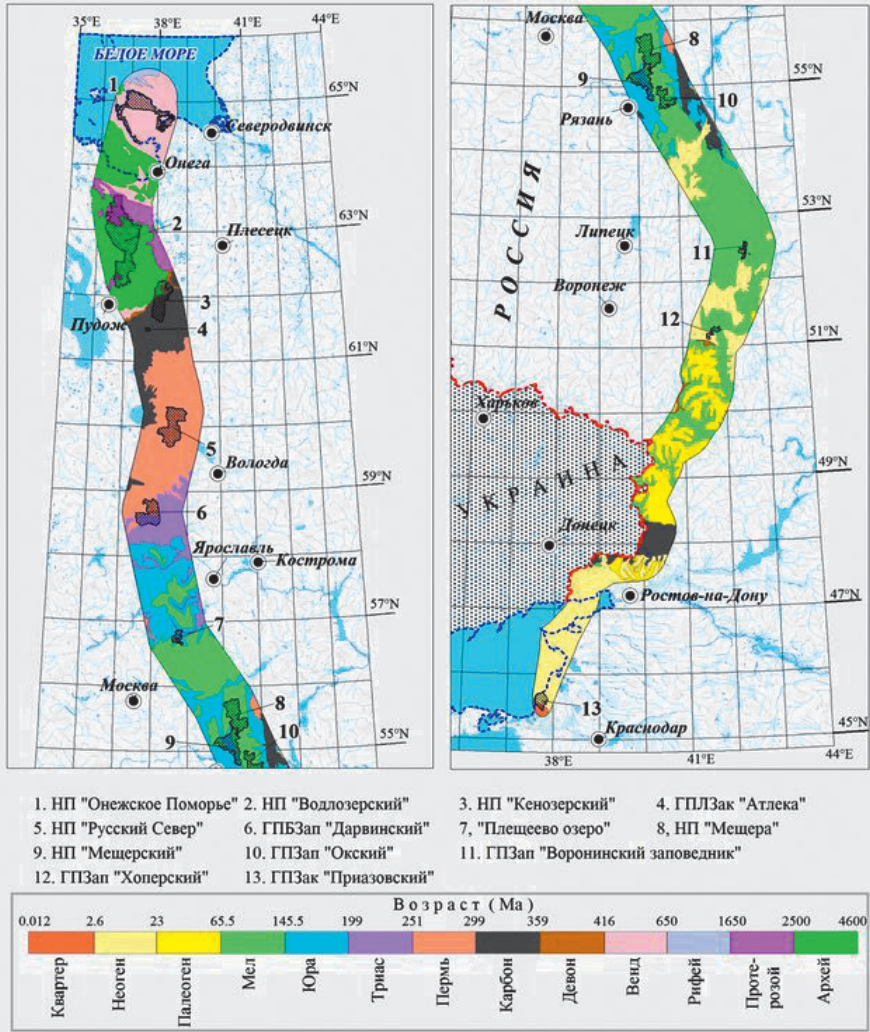 35°E 38°E 41°E 44°E
БЕЛОЕ МОРЕ
1
65°N
Северодвинск
Онега
2
63°N
Плесецк
3
Пудож
4
61°N
5
Вологда
59°N
6
Ярославль
Кострома
57°N
7
Москва
8
9
10
55°N
Москва
8
9
55°N
10
Рязань
РОССИЯ
53°N
Липецк
11
Воронеж
12
51°N
Харьков
УКРАИНА
49°N
Донецк
Ростов-на-Дону
47°N
13
Краснодар
45°N
38°E 41°E 44°E
1. НП "Онежское Поморье" 2. НП "Водлозерский" 3. НП "Кенозерский" 4. ГПЛЗак "Атлека"
5. НП "Русский Север" 6. ГПБЗап "Дарвинский" 7, "Плещеево озеро" 8, НП "Мещера"
9. НП "Мещерский" 10. ГПЗап "Окский" 11. ГПЗап "Воронинский заповедник"
12. ГПЗап "Хоперский" 13. ГПЗак "Приазовский"
Возраст (Ма)
0.012 2.6 23 65.5 145.5 199 251 299 359 416 650 1650 2500 4600
Квартер
Неоген
Палеоген
Мел
Юра
Триас
Пермь
Карбон
Девон
Венд
Рифей
Проте-
розой
Архей